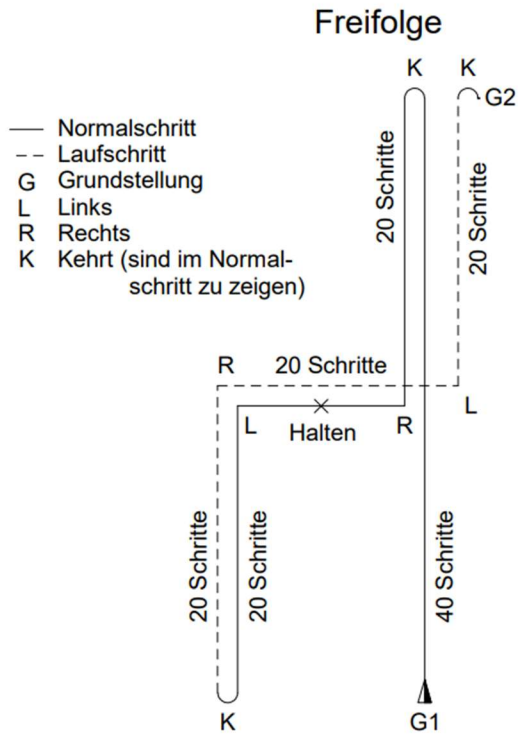 Freifolge
K K
G2
Normalschritt
Laufschritt
G Grundstellung
L Links
R Rechts
K Kehrt (sind im Normal-
schritt zu zeigen)
20 Schritte
20 Schritte
R 20 Schritte
L Halten R L
20 Schritte
20 Schritte
40 Schritte
K G1